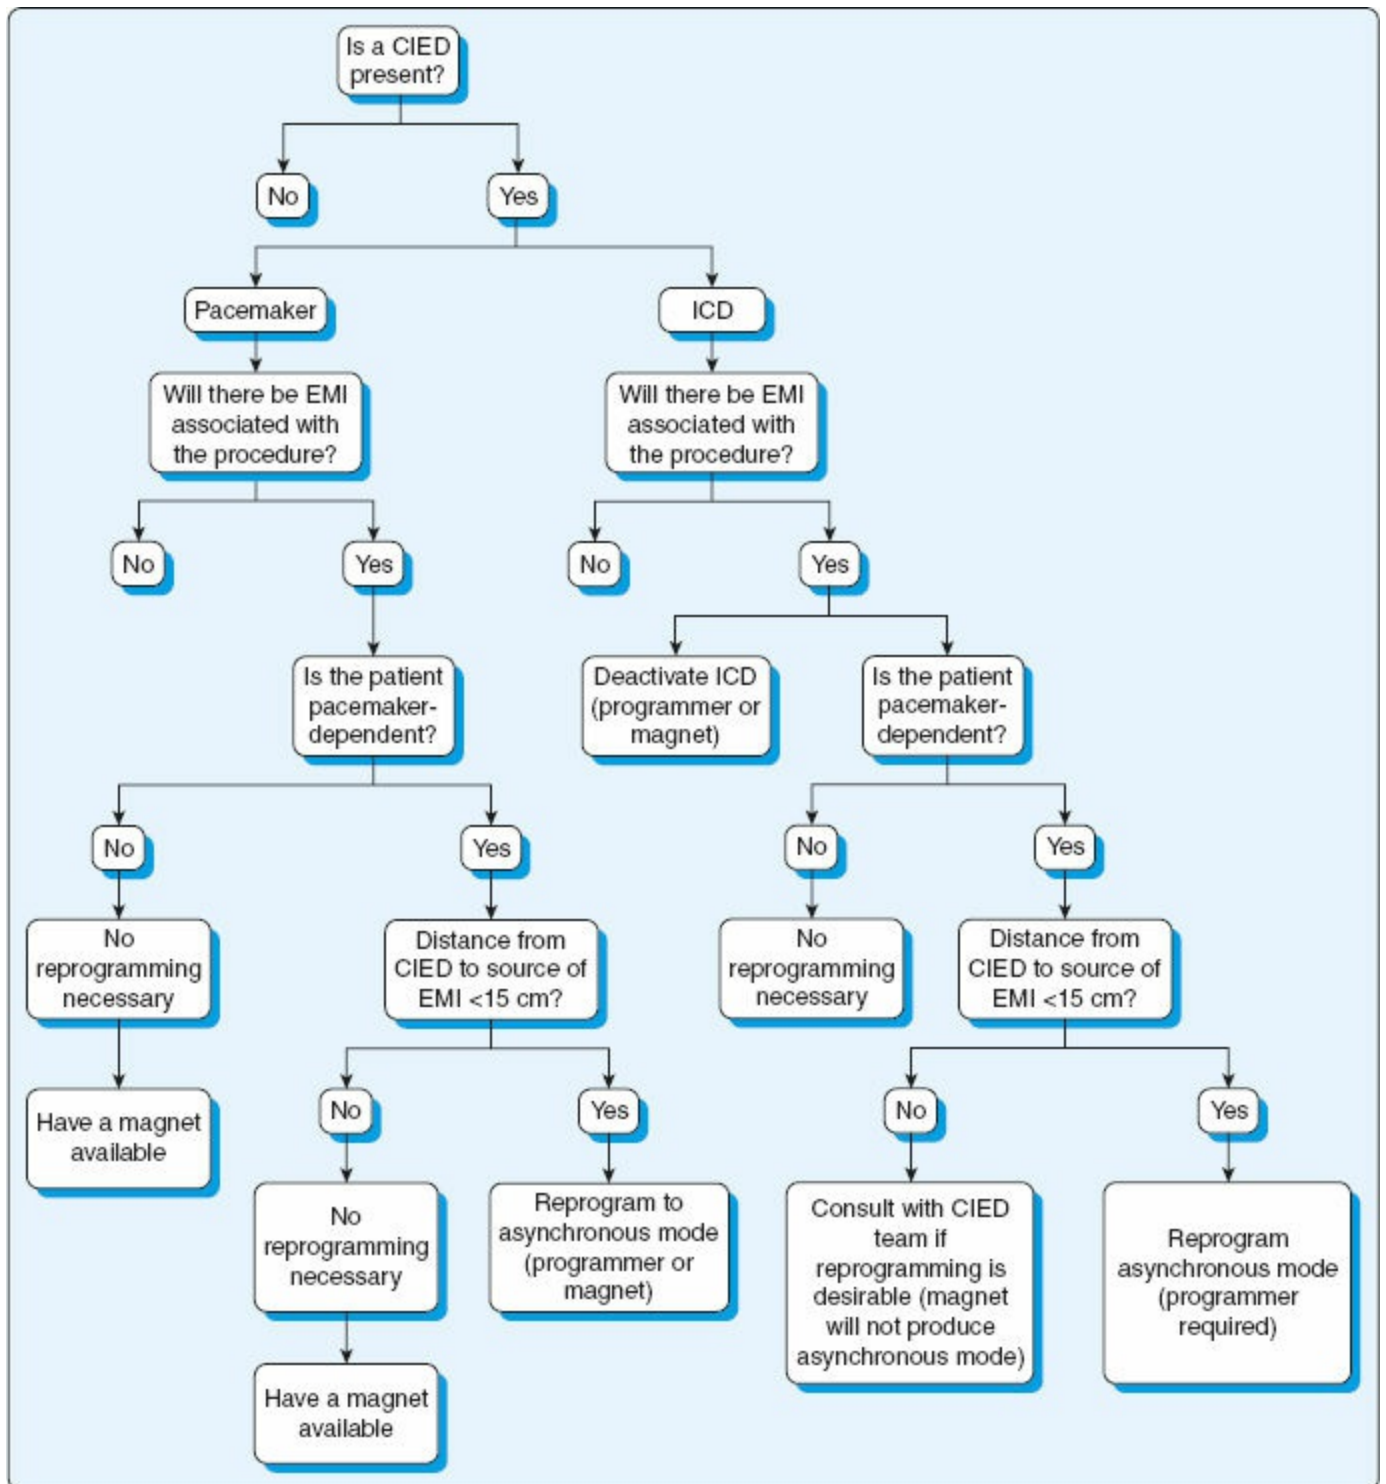 Is a CIED
present?
No
Yes
Pacemaker
ICD
Will there be EMI
associated with
the procedure?
Will there be EMI
associated with
the procedure?
No
Yes
No
Yes
Is the patient
pacemaker-
dependent?
Deactivate ICD
(programmer or
magnet)
Is the patient
pacemaker-
dependent?
No
Yes
No
Yes
No
reprogramming
necessary
Distance from
CIED to source of
EMI <15 cm?
No
reprogramming
necessary
Distance from
CIED to source of
EMI <15 cm?
Have a magnet
available
No
Yes
No
Yes
No
reprogramming
necessary
Reprogram to
asynchronous mode
(programmer or
magnet)
Consult with CIED
team if
reprogramming is
desirable (magnet
will not produce
asynchronous mode)
Reprogram
asynchronous mode
(programmer
required)
Have a magnet
available